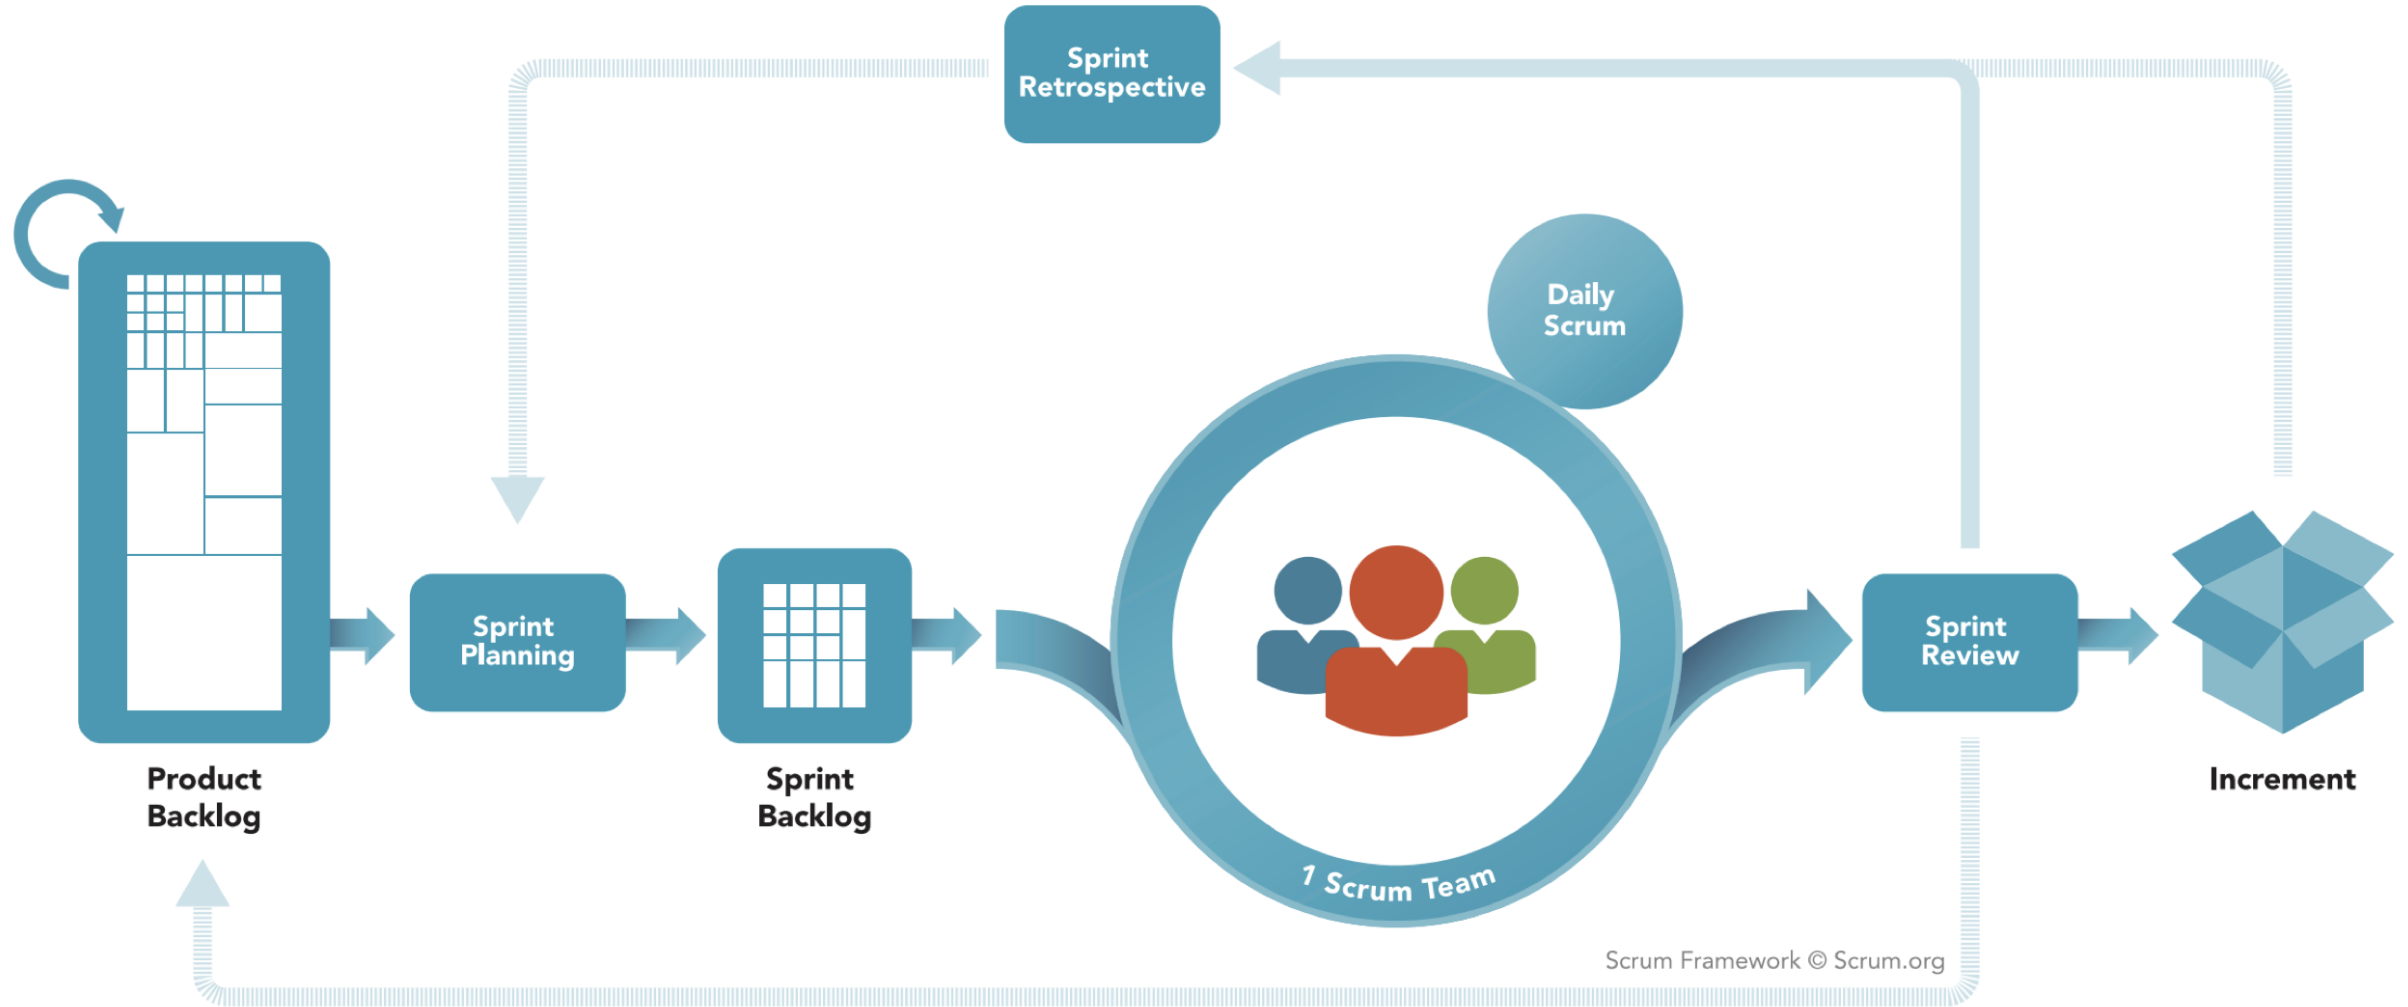 Sprint
Retrospective
Daily
Scrum
Sprint
Planning
Sprint
Review
Product
Backlog
Sprint
Backlog
Increment
1 Scrum Team
Scrum Framework © Scrum.org